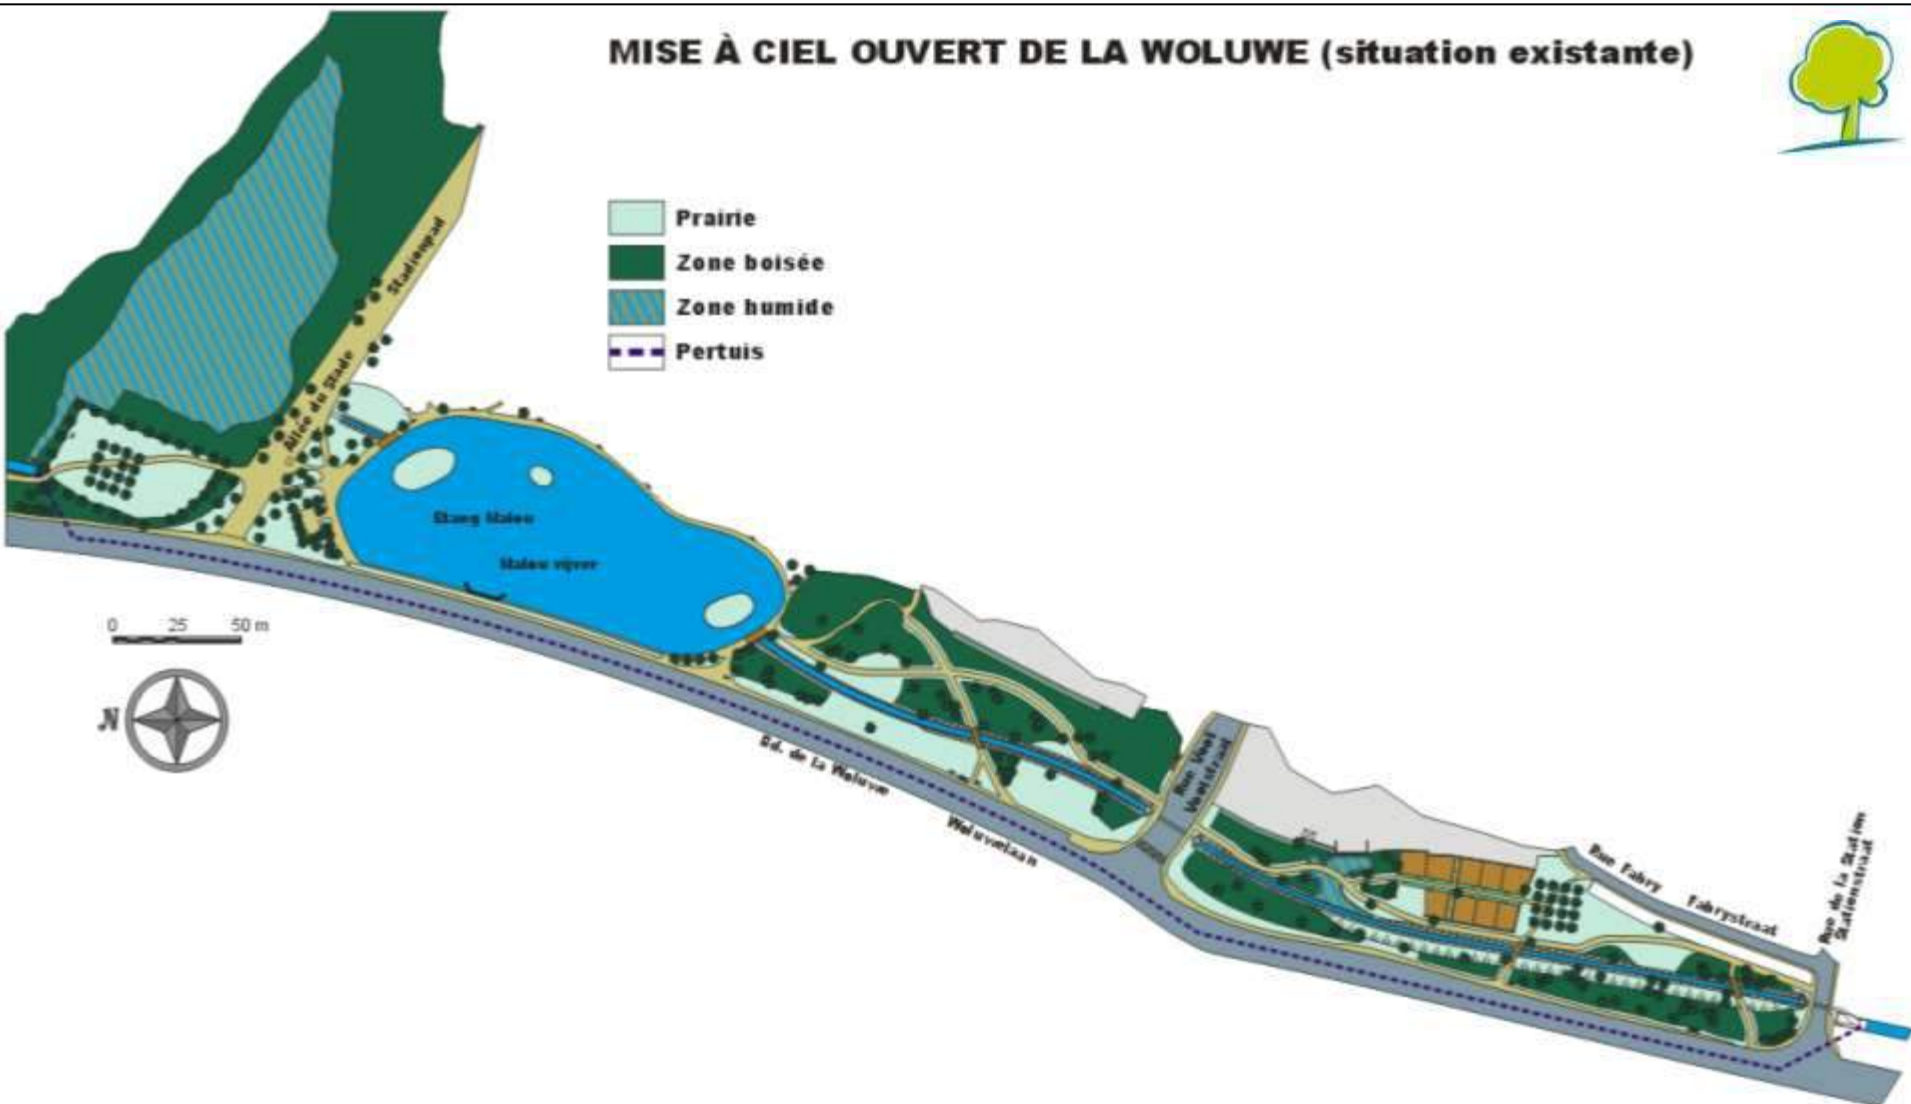 MISE À CIEL OUVERT DE LA WOLUWE (situation existante)
Prairie
Zone boisée
Zone humide
Pertuis
Stadionpad
Allée du Stade
Etang Malou
Malou vijver
0 25 50 m
N
Bd. de la Woluwe
Woluwelaan
Rue Voot
Vootstraat
Rue Fabry
Fabrystraat
Rue de la Station
Stationstraat